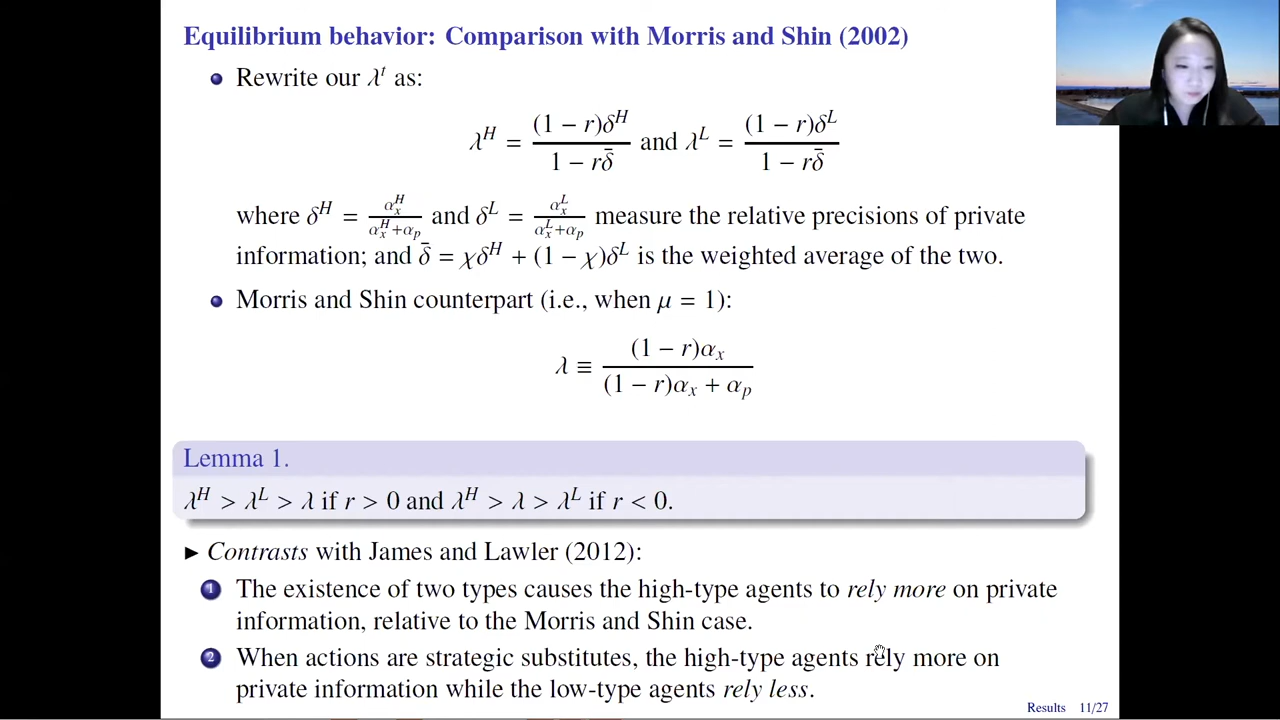 Equilibrium behavior: Comparison with Morris and Shin (2002)
Rewrite our λ^t as:
λ^H = (1 − r)δ^H / (1 − rδ̄) and λ^L = (1 − r)δ^L / (1 − rδ̄)
where δ^H = α_x^H / (α_x^H + α_p) and δ^L = α_x^L / (α_x^L + α_p) measure the relative precisions of private
information; and δ̄ = χδ^H + (1 − χ)δ^L is the weighted average of the two.
Morris and Shin counterpart (i.e., when μ = 1):
λ ≡ (1 − r)α_x / ((1 − r)α_x + α_p)
Lemma 1.
λ^H > λ^L > λ if r > 0 and λ^H > λ > λ^L if r < 0.
► Contrasts with James and Lawler (2012):
1 The existence of two types causes the high-type agents to rely more on private
information, relative to the Morris and Shin case.
2 When actions are strategic substitutes, the high-type agents rely more on
private information while the low-type agents rely less.
Results 11/27